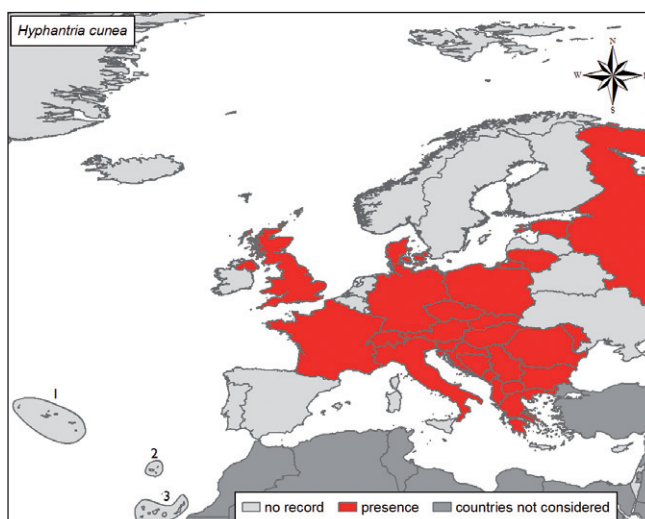 Hyphantria cunea
N
W
E
S
1
2
3
no record
presence
countries not considered